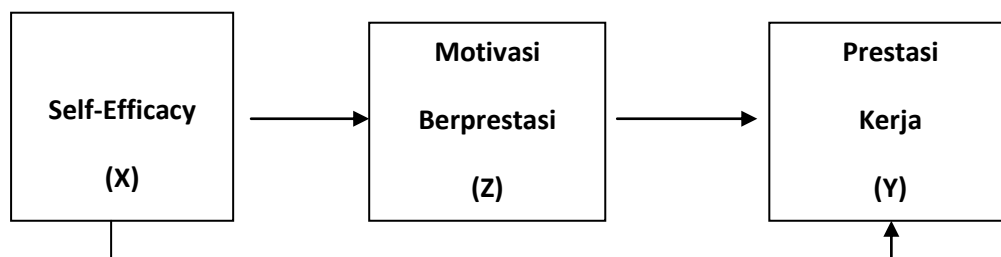 Self-Efficacy
(X)
Motivasi
Berprestasi
(Z)
Prestasi
Kerja
(Y)